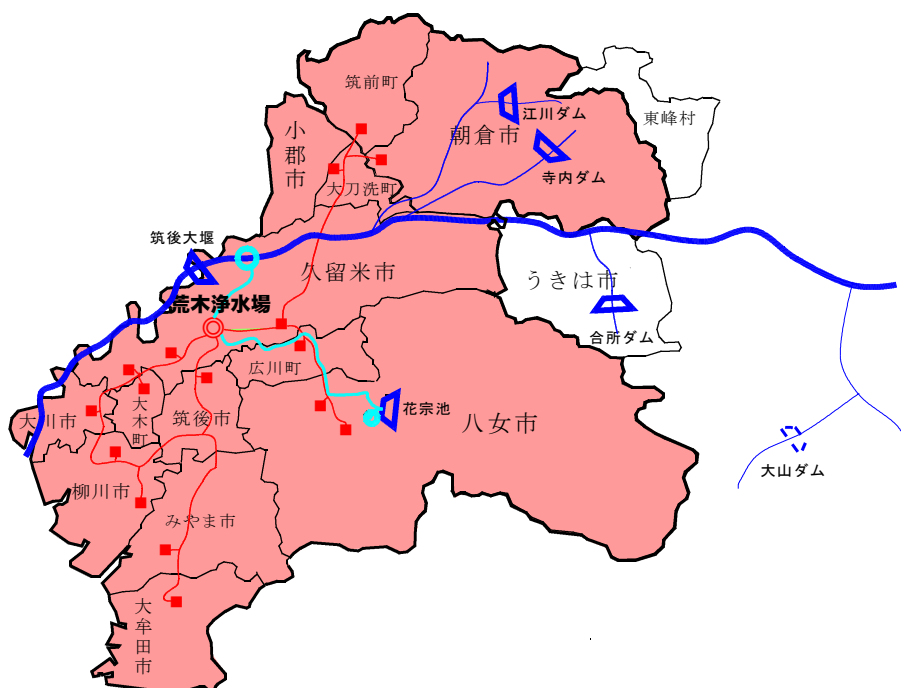 筑前町
東峰村
江川ダム
小郡市
朝倉市
寺内ダム
大刀洗町
筑後大堰
久留米市
うきは市
荒木浄水場
合所ダム
広川町
大川市
大木町
筑後市
花宗池
八女市
大山ダム
柳川市
みやま市
大牟田市